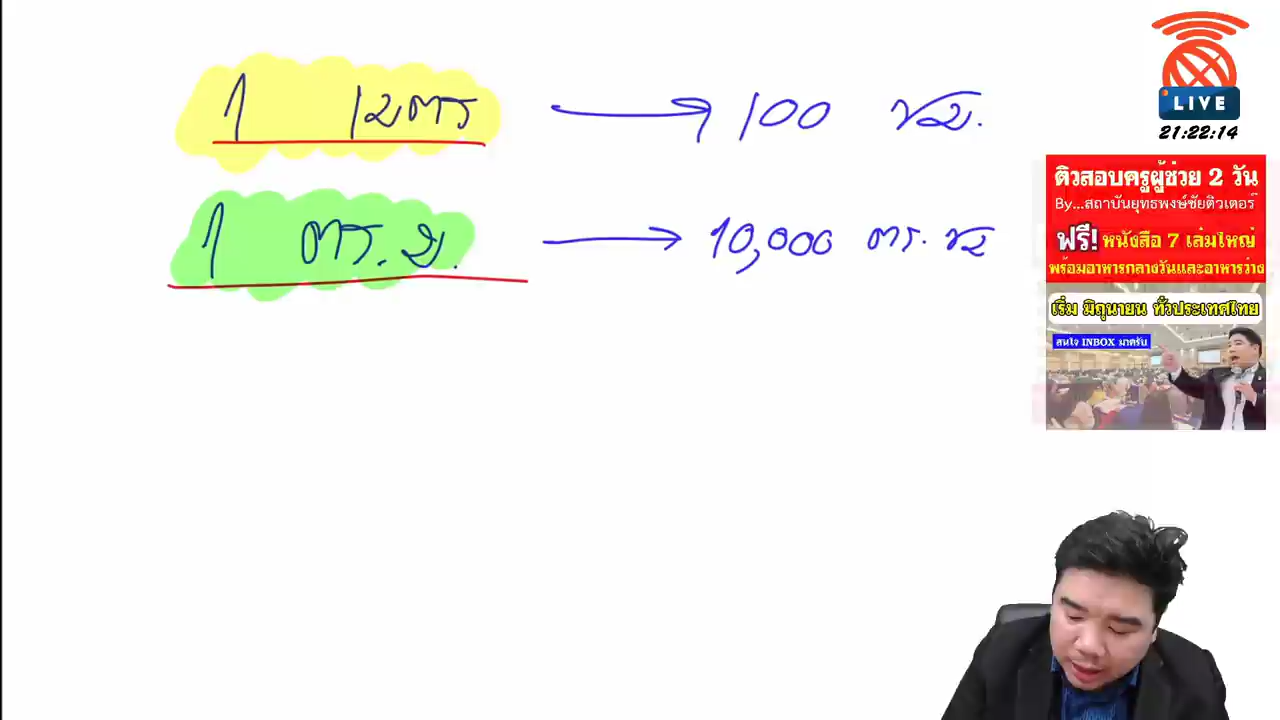 1 เมตร → 100 ซม.
1 ตร.ม. → 10,000 ตร.ซม
LIVE
21:22:14
ติวสอบครูผู้ช่วย 2 วัน
By...สถาบันยุทธพงษ์ชัยติวเตอร์
ฟรี! หนังสือ 7 เล่มใหญ่
พร้อมอาหารกลางวันและอาหารว่าง
เริ่ม มิถุนายน ทั่วประเทศไทย
สนใจ INBOX มาครับ